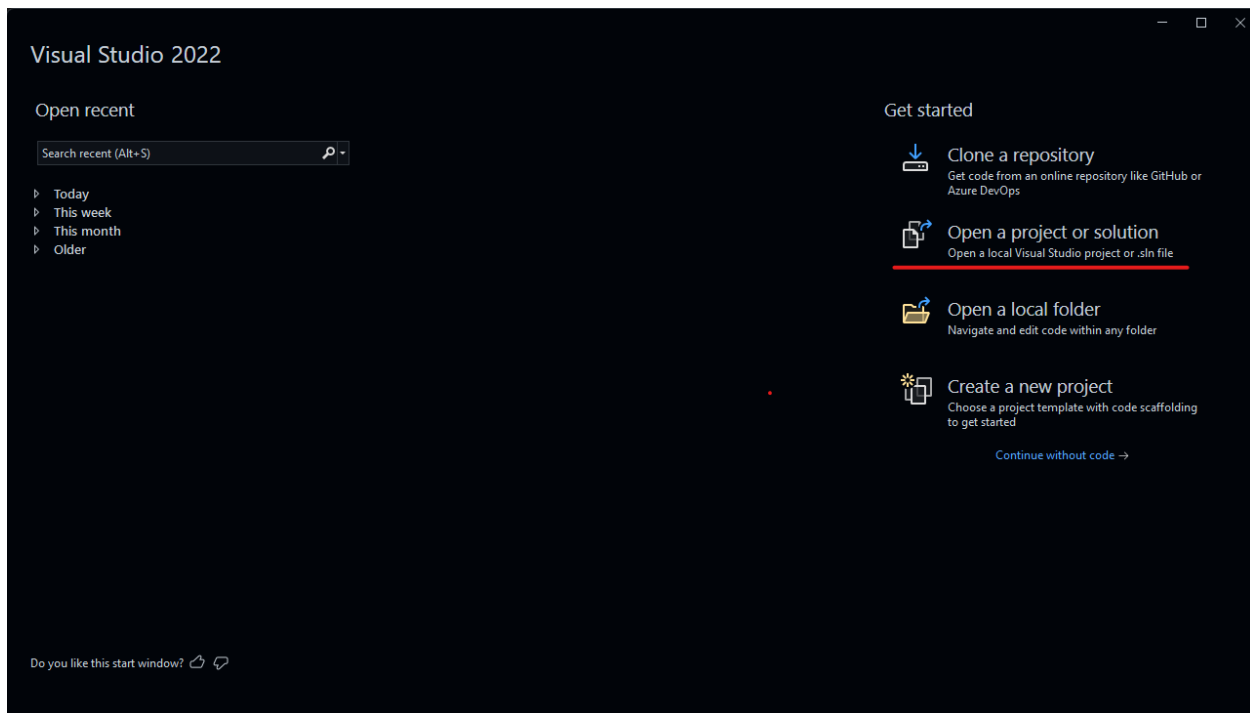 Visual Studio 2022
Open recent
Search recent (Alt+S)
Today
This week
This month
Older
Get started
Clone a repository
Get code from an online repository like GitHub or
Azure DevOps
Open a project or solution
Open a local Visual Studio project or .sln file
Open a local folder
Navigate and edit code within any folder
Create a new project
Choose a project template with code scaffolding
to get started
Continue without code →
Do you like this start window?